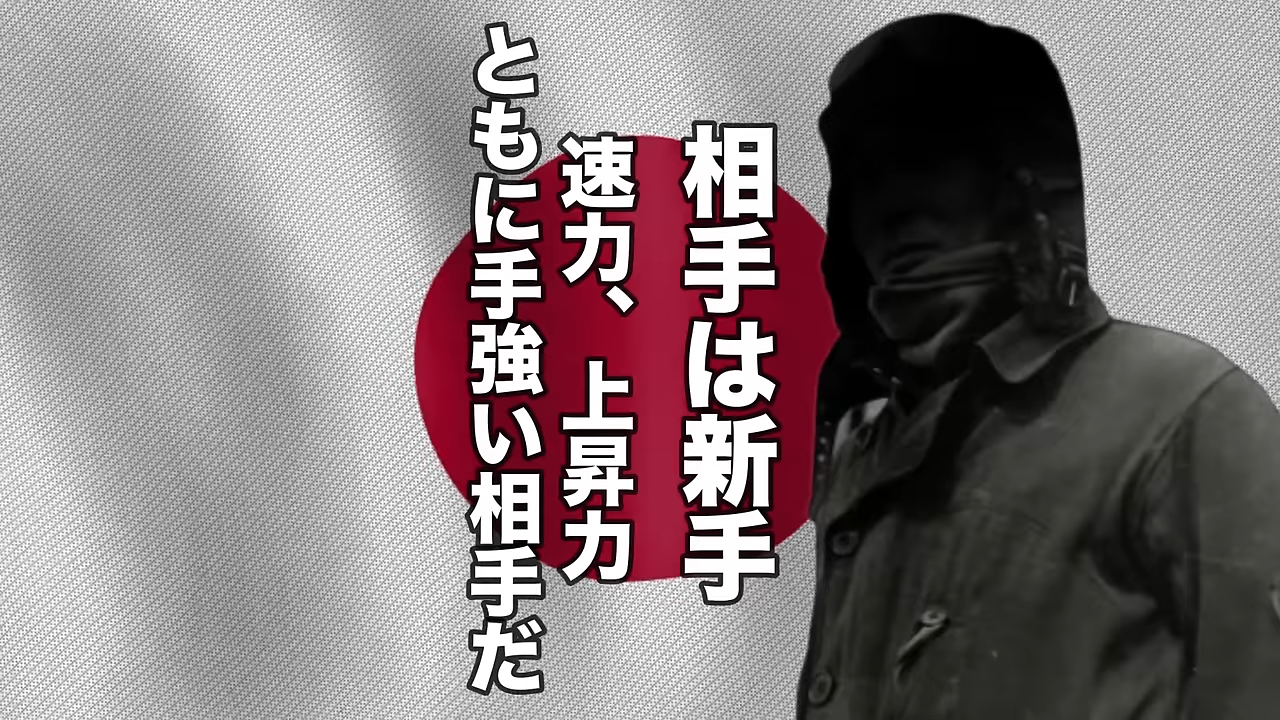 相手は新手
速力、上昇力
ともに手強い相手だ